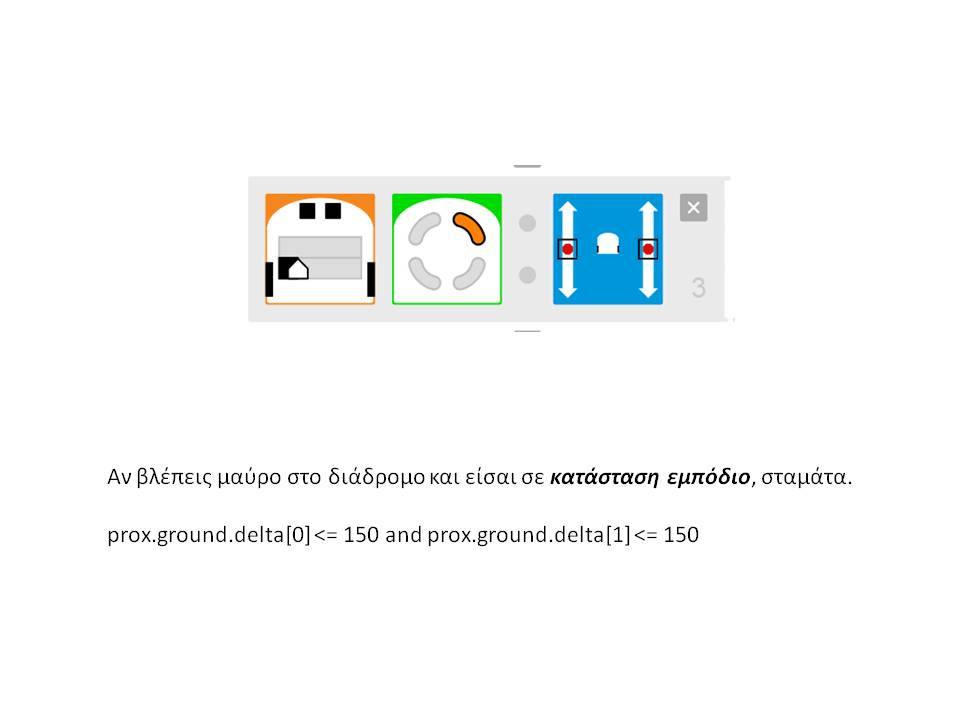 3
Αν βλέπεις μαύρο στο διάδρομο και είσαι σε κατάσταση εμπόδιο, σταμάτα.
prox.ground.delta[0] <= 150 and prox.ground.delta[1] <= 150